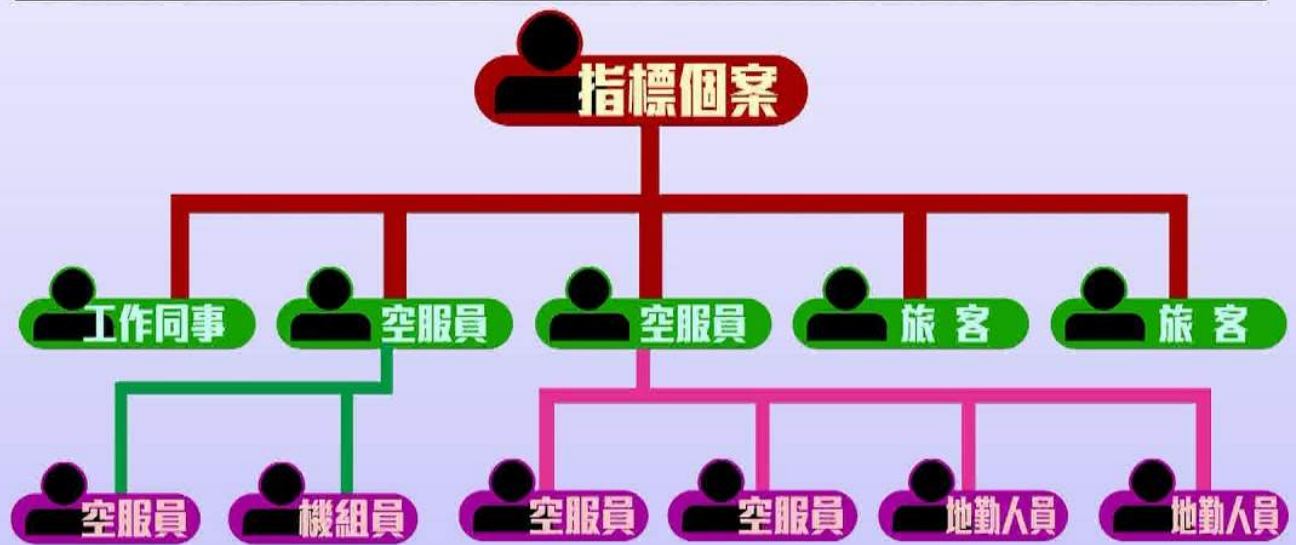 指標個案
工作同事
空服員
空服員
旅客
旅客
空服員
機組員
空服員
空服員
地勤人員
地勤人員